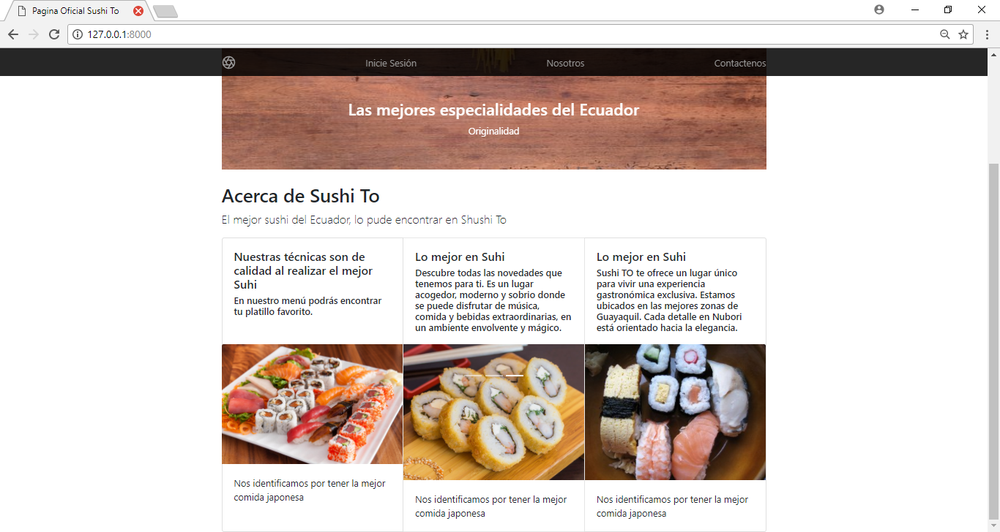 Pagina Oficial Sushi To
127.0.0.1:8000
Inicie Sesión
Nosotros
Contactenos
Las mejores especialidades del Ecuador
Originalidad
Acerca de Sushi To
El mejor sushi del Ecuador, lo pude encontrar en Shushi To
Nuestras técnicas son de
calidad al realizar el mejor
Suhi
En nuestro menú podrás encontrar
tu platillo favorito.
Nos identificamos por tener la mejor
comida japonesa
Lo mejor en Suhi
Descubre todas las novedades que
tenemos para ti. Es un lugar
acogedor, moderno y sobrio donde
se puede disfrutar de música,
comida y bebidas extraordinarias, en
un ambiente envolvente y mágico.
Nos identificamos por tener la mejor
comida japonesa
Lo mejor en Suhi
Sushi TO te ofrece un lugar único
para vivir una experiencia
gastronómica exclusiva. Estamos
ubicados en las mejores zonas de
Guayaquil. Cada detalle en Nubori
está orientado hacia la elegancia.
Nos identificamos por tener la mejor
comida japonesa